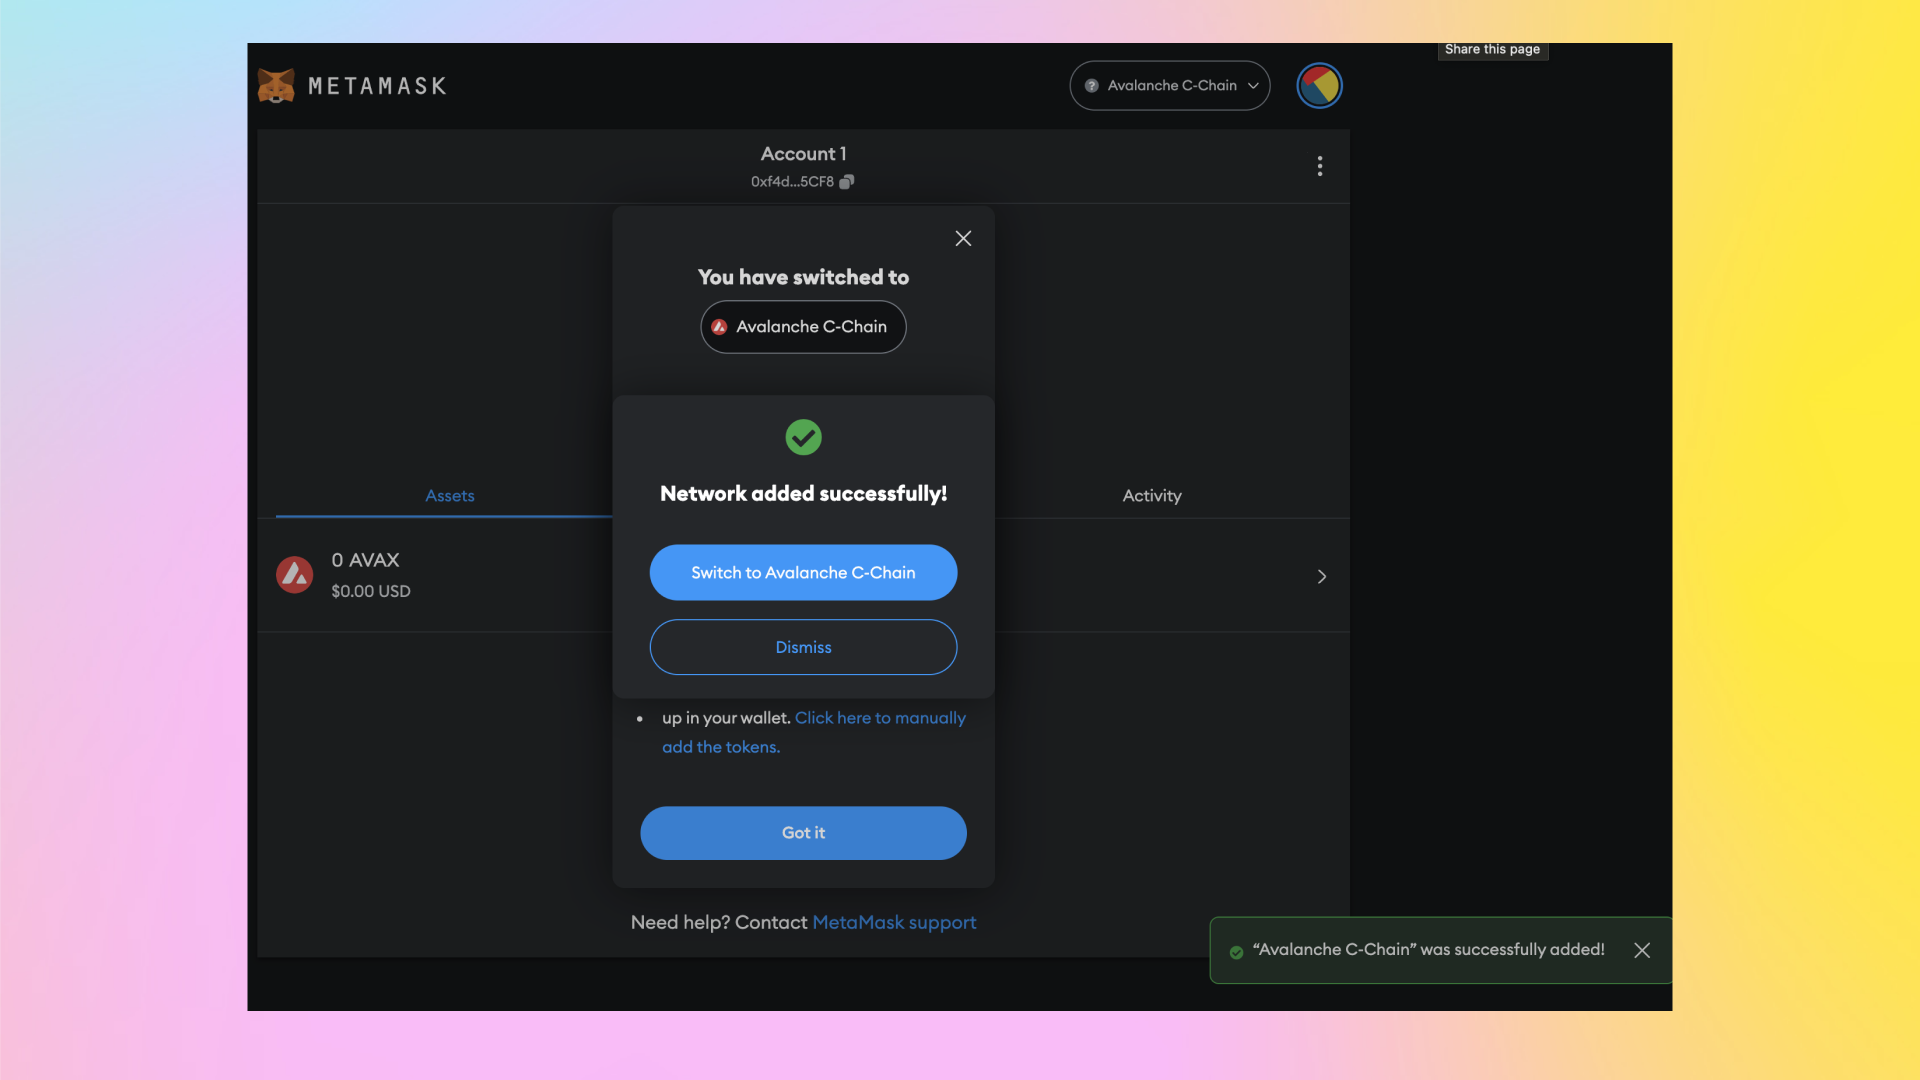 Share this page
METAMASK
Avalanche C-Chain
Account 1
0xf4d...5CF8
You have switched to
Avalanche C-Chain
Network added successfully!
Assets
Activity
0 AVAX
$0.00 USD
Switch to Avalanche C-Chain
Dismiss
up in your wallet. Click here to manually
add the tokens.
Got it
Need help? Contact MetaMask support
“Avalanche C-Chain” was successfully added!